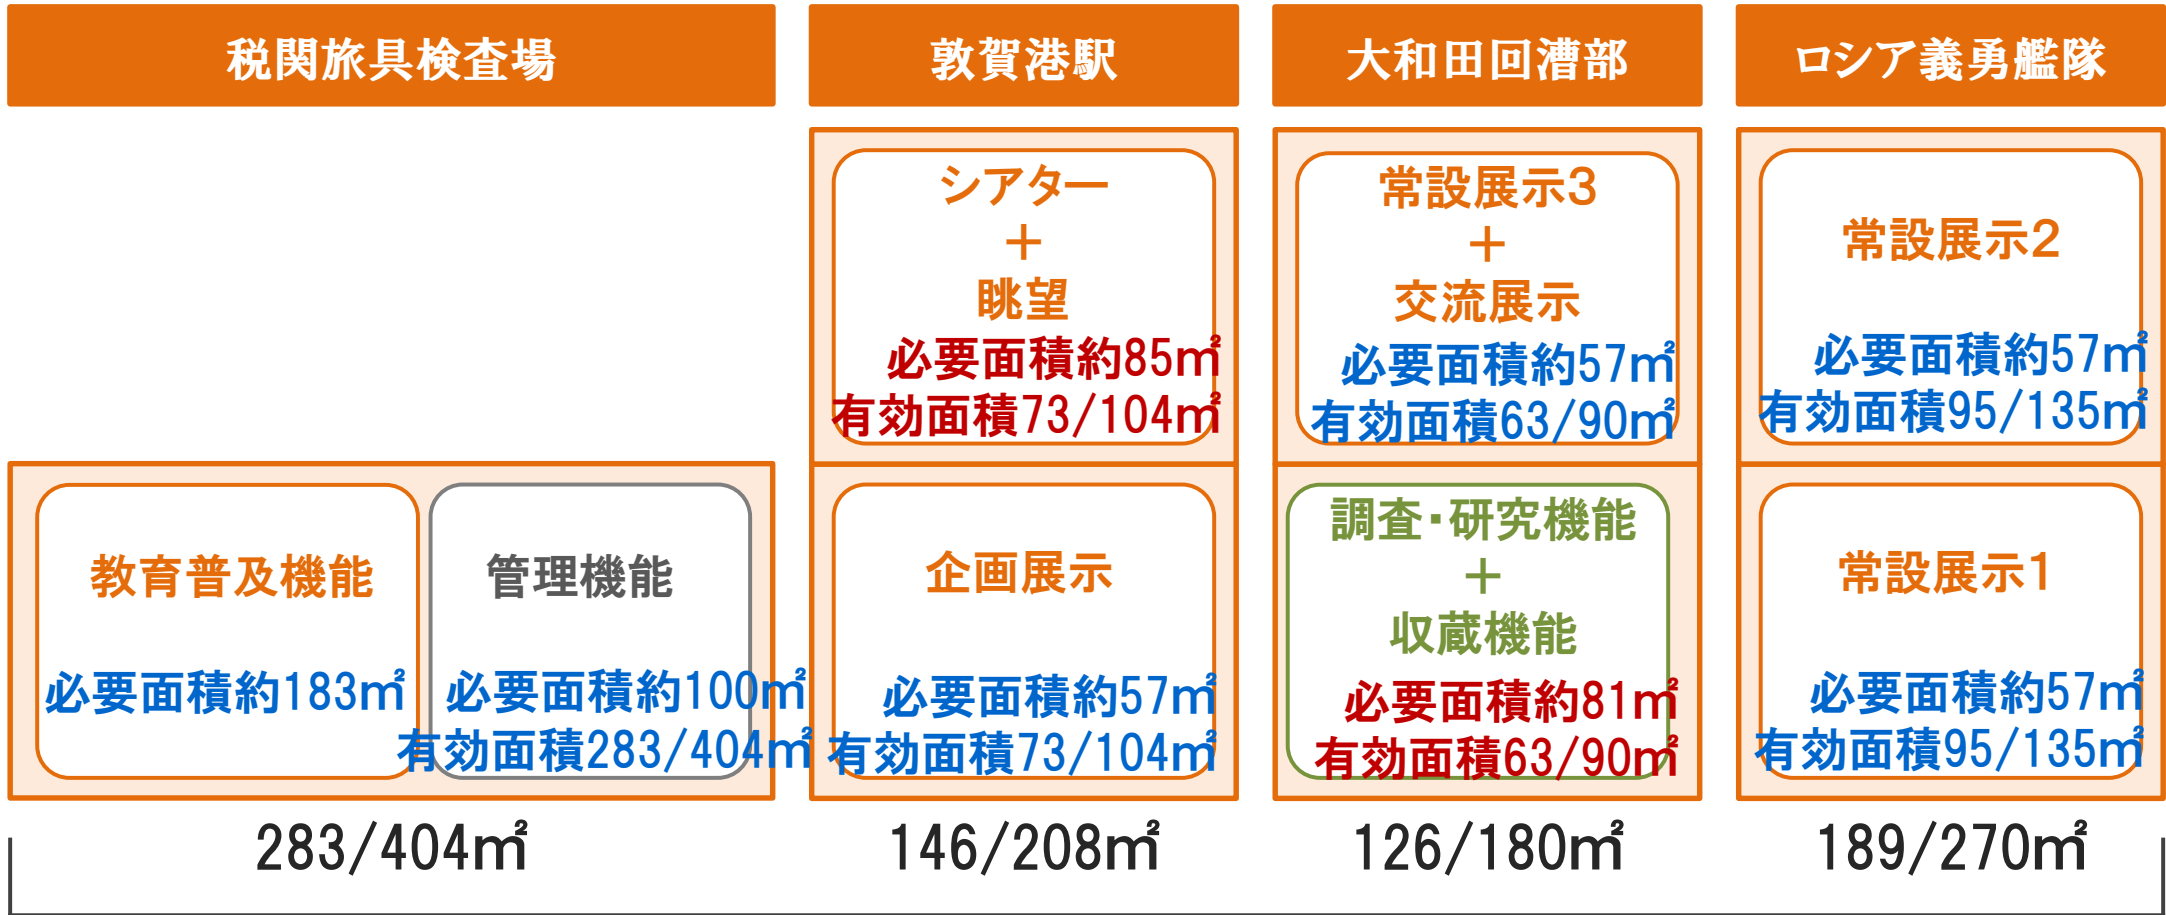 税関旅具検査場
敦賀港駅
大和田回漕部
ロシア義勇艦隊
シアター
＋
眺望
必要面積約85㎡
有効面積73/104㎡
常設展示3
＋
交流展示
必要面積約57㎡
有効面積63/90㎡
常設展示2
必要面積約57㎡
有効面積95/135㎡
教育普及機能
必要面積約183㎡
管理機能
必要面積約100㎡
有効面積283/404㎡
企画展示
必要面積約57㎡
有効面積73/104㎡
調査・研究機能
＋
収蔵機能
必要面積約81㎡
有効面積63/90㎡
常設展示1
必要面積約57㎡
有効面積95/135㎡
283/404㎡
146/208㎡
126/180㎡
189/270㎡